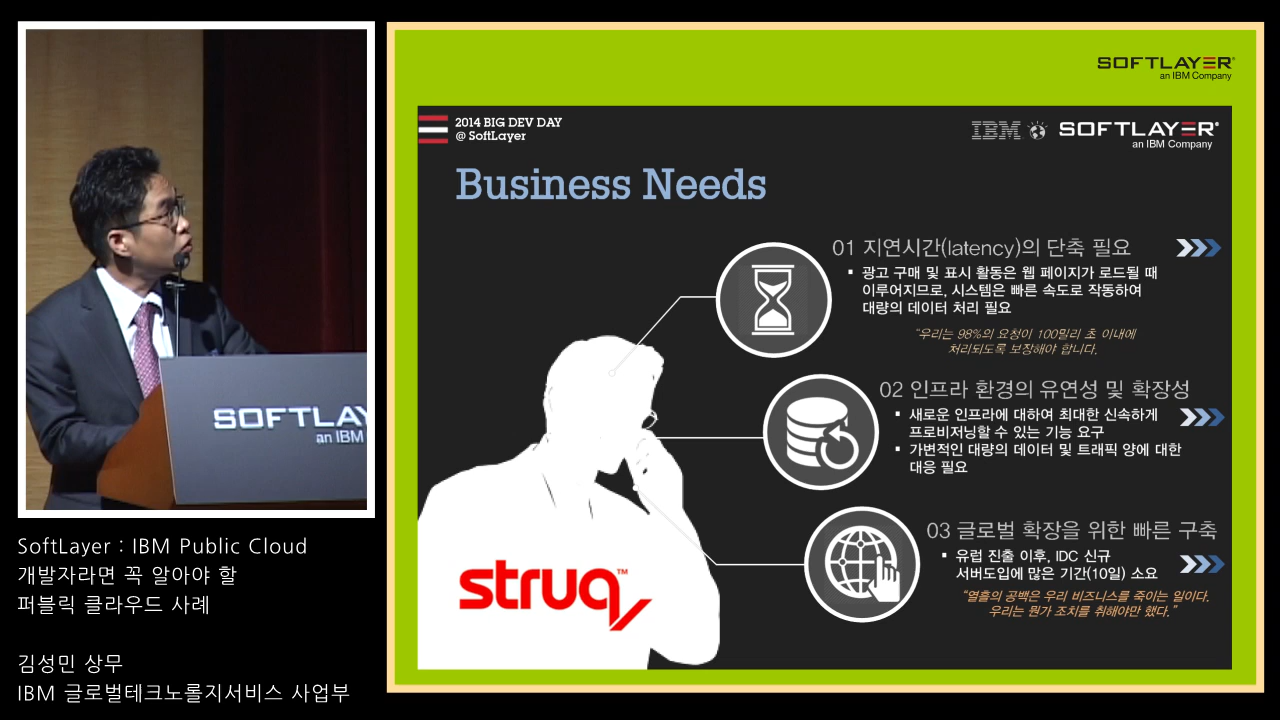 SOFTLAYER
an IBM Company
2014 BIG DEV DAY
@ SoftLayer
IBM
SOFTLAYER
an IBM Company
Business Needs
01 지연시간(latency)의 단축 필요
▪ 광고 구매 및 표시 활동은 웹 페이지가 로드될 때
이루어지므로, 시스템은 빠른 속도로 작동하여
대량의 데이터 처리 필요
"우리는 98%의 요청이 100밀리 초 이내에
처리되도록 보장해야 합니다.
02 인프라 환경의 유연성 및 확장성
▪ 새로운 인프라에 대하여 최대한 신속하게
프로비저닝할 수 있는 기능 요구
▪ 가변적인 대량의 데이터 및 트래픽 양에 대한
대응 필요
03 글로벌 확장을 위한 빠른 구축
▪ 유럽 진출 이후, IDC 신규
서버도입에 많은 기간(10일) 소요
"열흘의 공백은 우리 비즈니스를 죽이는 일이다.
우리는 뭔가 조치를 취해야만 했다."
struq™
SOFTLAY
an IBM
SoftLayer : IBM Public Cloud
개발자라면 꼭 알아야 할
퍼블릭 클라우드 사례
김성민 상무
IBM 글로벌테크노롤지서비스 사업부